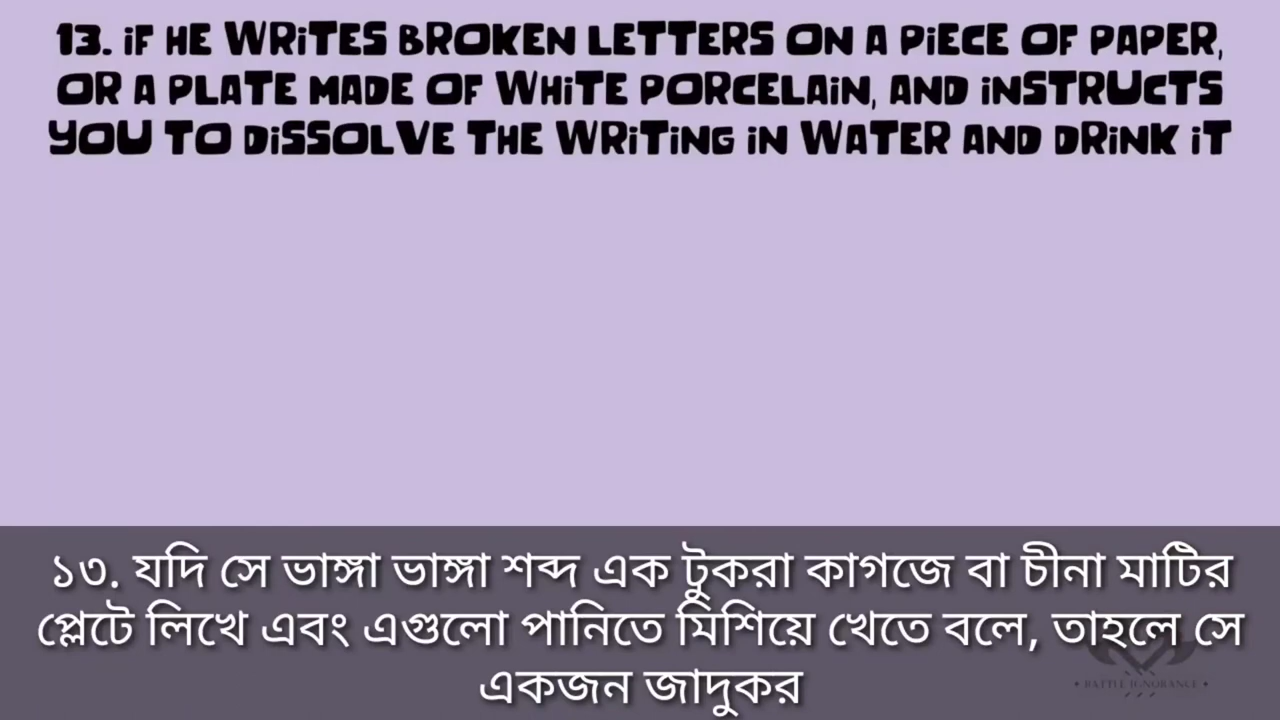 13. iF HE WRiTES BROKEN LETTERS ON A PiECE OF PAPER,
OR A PLATE MADE OF WHiTE PORCELAiN, AND iNSTRUCTS
YOU TO DiSSOLVE THE WRiTiNG iN WATER AND DRiNK iT
১৩. যদি সে ভাঙ্গা ভাঙ্গা শব্দ এক টুকরা কাগজে বা চীনা মাটির
প্লেটে লিখে এবং এগুলো পানিতে মিশিয়ে খেতে বলে, তাহলে সে
একজন জাদুকর
BATTLE IGNORANCE